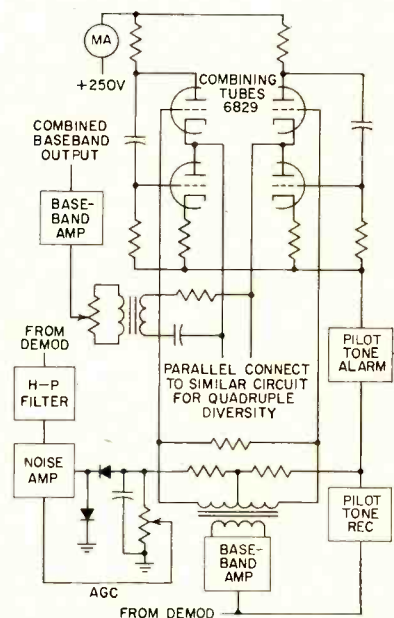 MA
+250V
COMBINING
TUBES
6829
COMBINED
BASEBAND
OUTPUT
BASE-
BAND
AMP
FROM
DEMOD
H-P
FILTER
NOISE
AMP
AGC
PARALLEL CONNECT
TO SIMILAR CIRCUIT
FOR QUADRUPLE
DIVERSITY
PILOT
TONE
ALARM
PILOT
TONE
REC
BASE-
BAND
AMP
FROM DEMOD